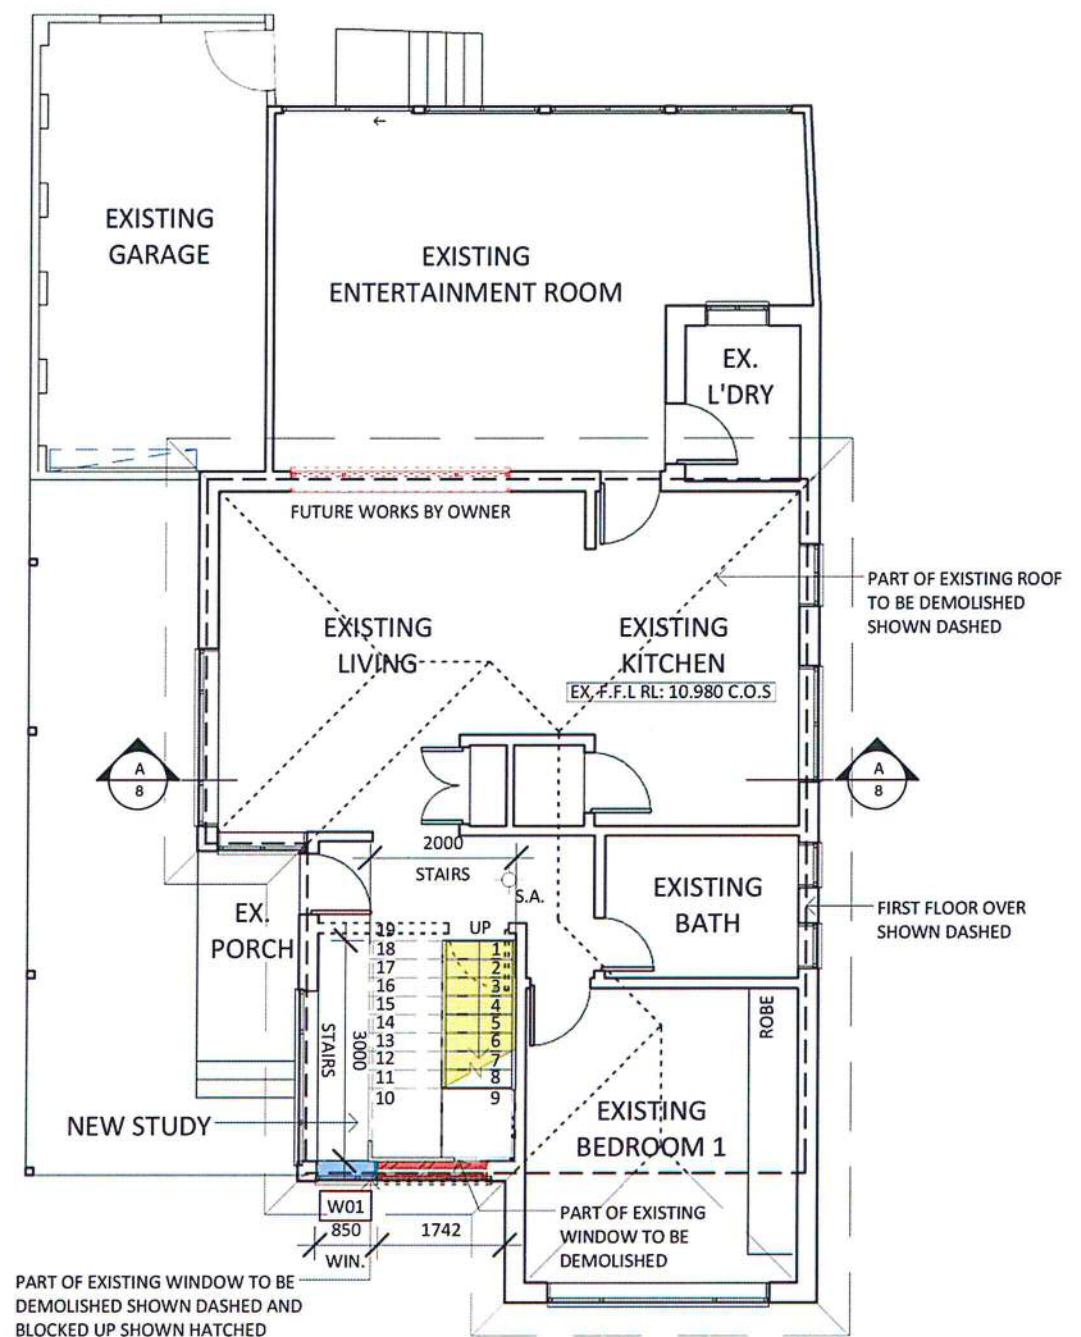 EXISTING
GARAGE
EXISTING
ENTERTAINMENT ROOM
EX.
L'DRY
FUTURE WORKS BY OWNER
PART OF EXISTING ROOF
TO BE DEMOLISHED
SHOWN DASHED
EXISTING
LIVING
EXISTING
KITCHEN
EX. F.F.L RL: 10.980 C.O.S
A
8
A
8
2000
STAIRS
S.A.
EXISTING
BATH
FIRST FLOOR OVER
SHOWN DASHED
EX.
PORCH
UP
19
18
17
16
15
14
13
12
11
10
1
2
3
4
5
6
7
8
9
STAIRS
3000
ROBE
NEW STUDY
EXISTING
BEDROOM 1
W01
850
WIN.
1742
PART OF EXISTING
WINDOW TO BE
DEMOLISHED
PART OF EXISTING WINDOW TO BE
DEMOLISHED SHOWN DASHED AND
BLOCKED UP SHOWN HATCHED